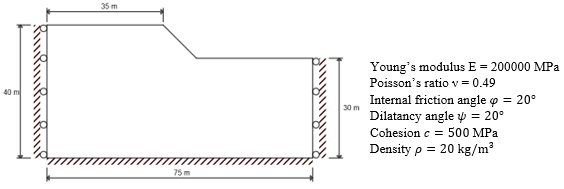 35 m
40 m
30 m
75 m
Young's modulus E = 200000 MPa
Poisson's ratio ν = 0.49
Internal friction angle φ = 20°
Dilatancy angle ψ = 20°
Cohesion c = 500 MPa
Density ρ = 20 kg/m³